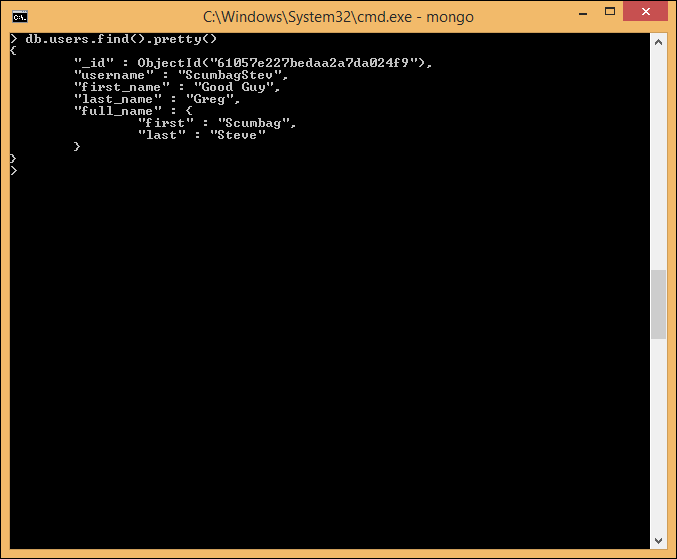 C:\Windows\System32\cmd.exe - mongo
> db.users.find().pretty()
{
        "_id" : ObjectId("61057e227bedaa2a7da024f9"),
        "username" : "ScumbagStev",
        "first_name" : "Good Guy",
        "last_name" : "Greg",
        "full_name" : {
                "first" : "Scumbag",
                "last" : "Steve"
        }
}
>